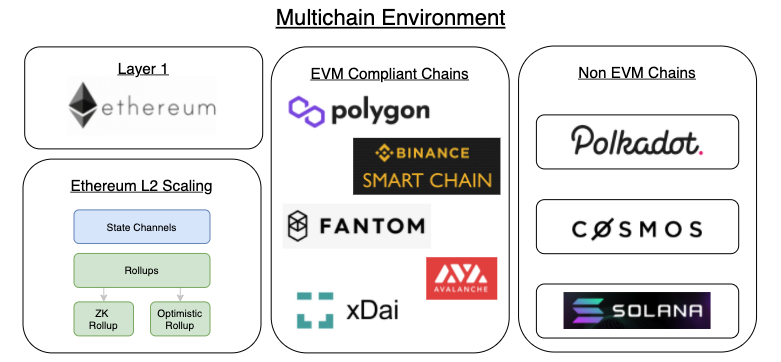 Multichain Environment
Layer 1
ethereum
Ethereum L2 Scaling
State Channels
Rollups
ZK
Rollup
Optimistic
Rollup
EVM Compliant Chains
polygon
BINANCE
SMART CHAIN
FANTOM
AVALANCHE
xDai
Non EVM Chains
Polkadot.
COSMOS
SOLANA